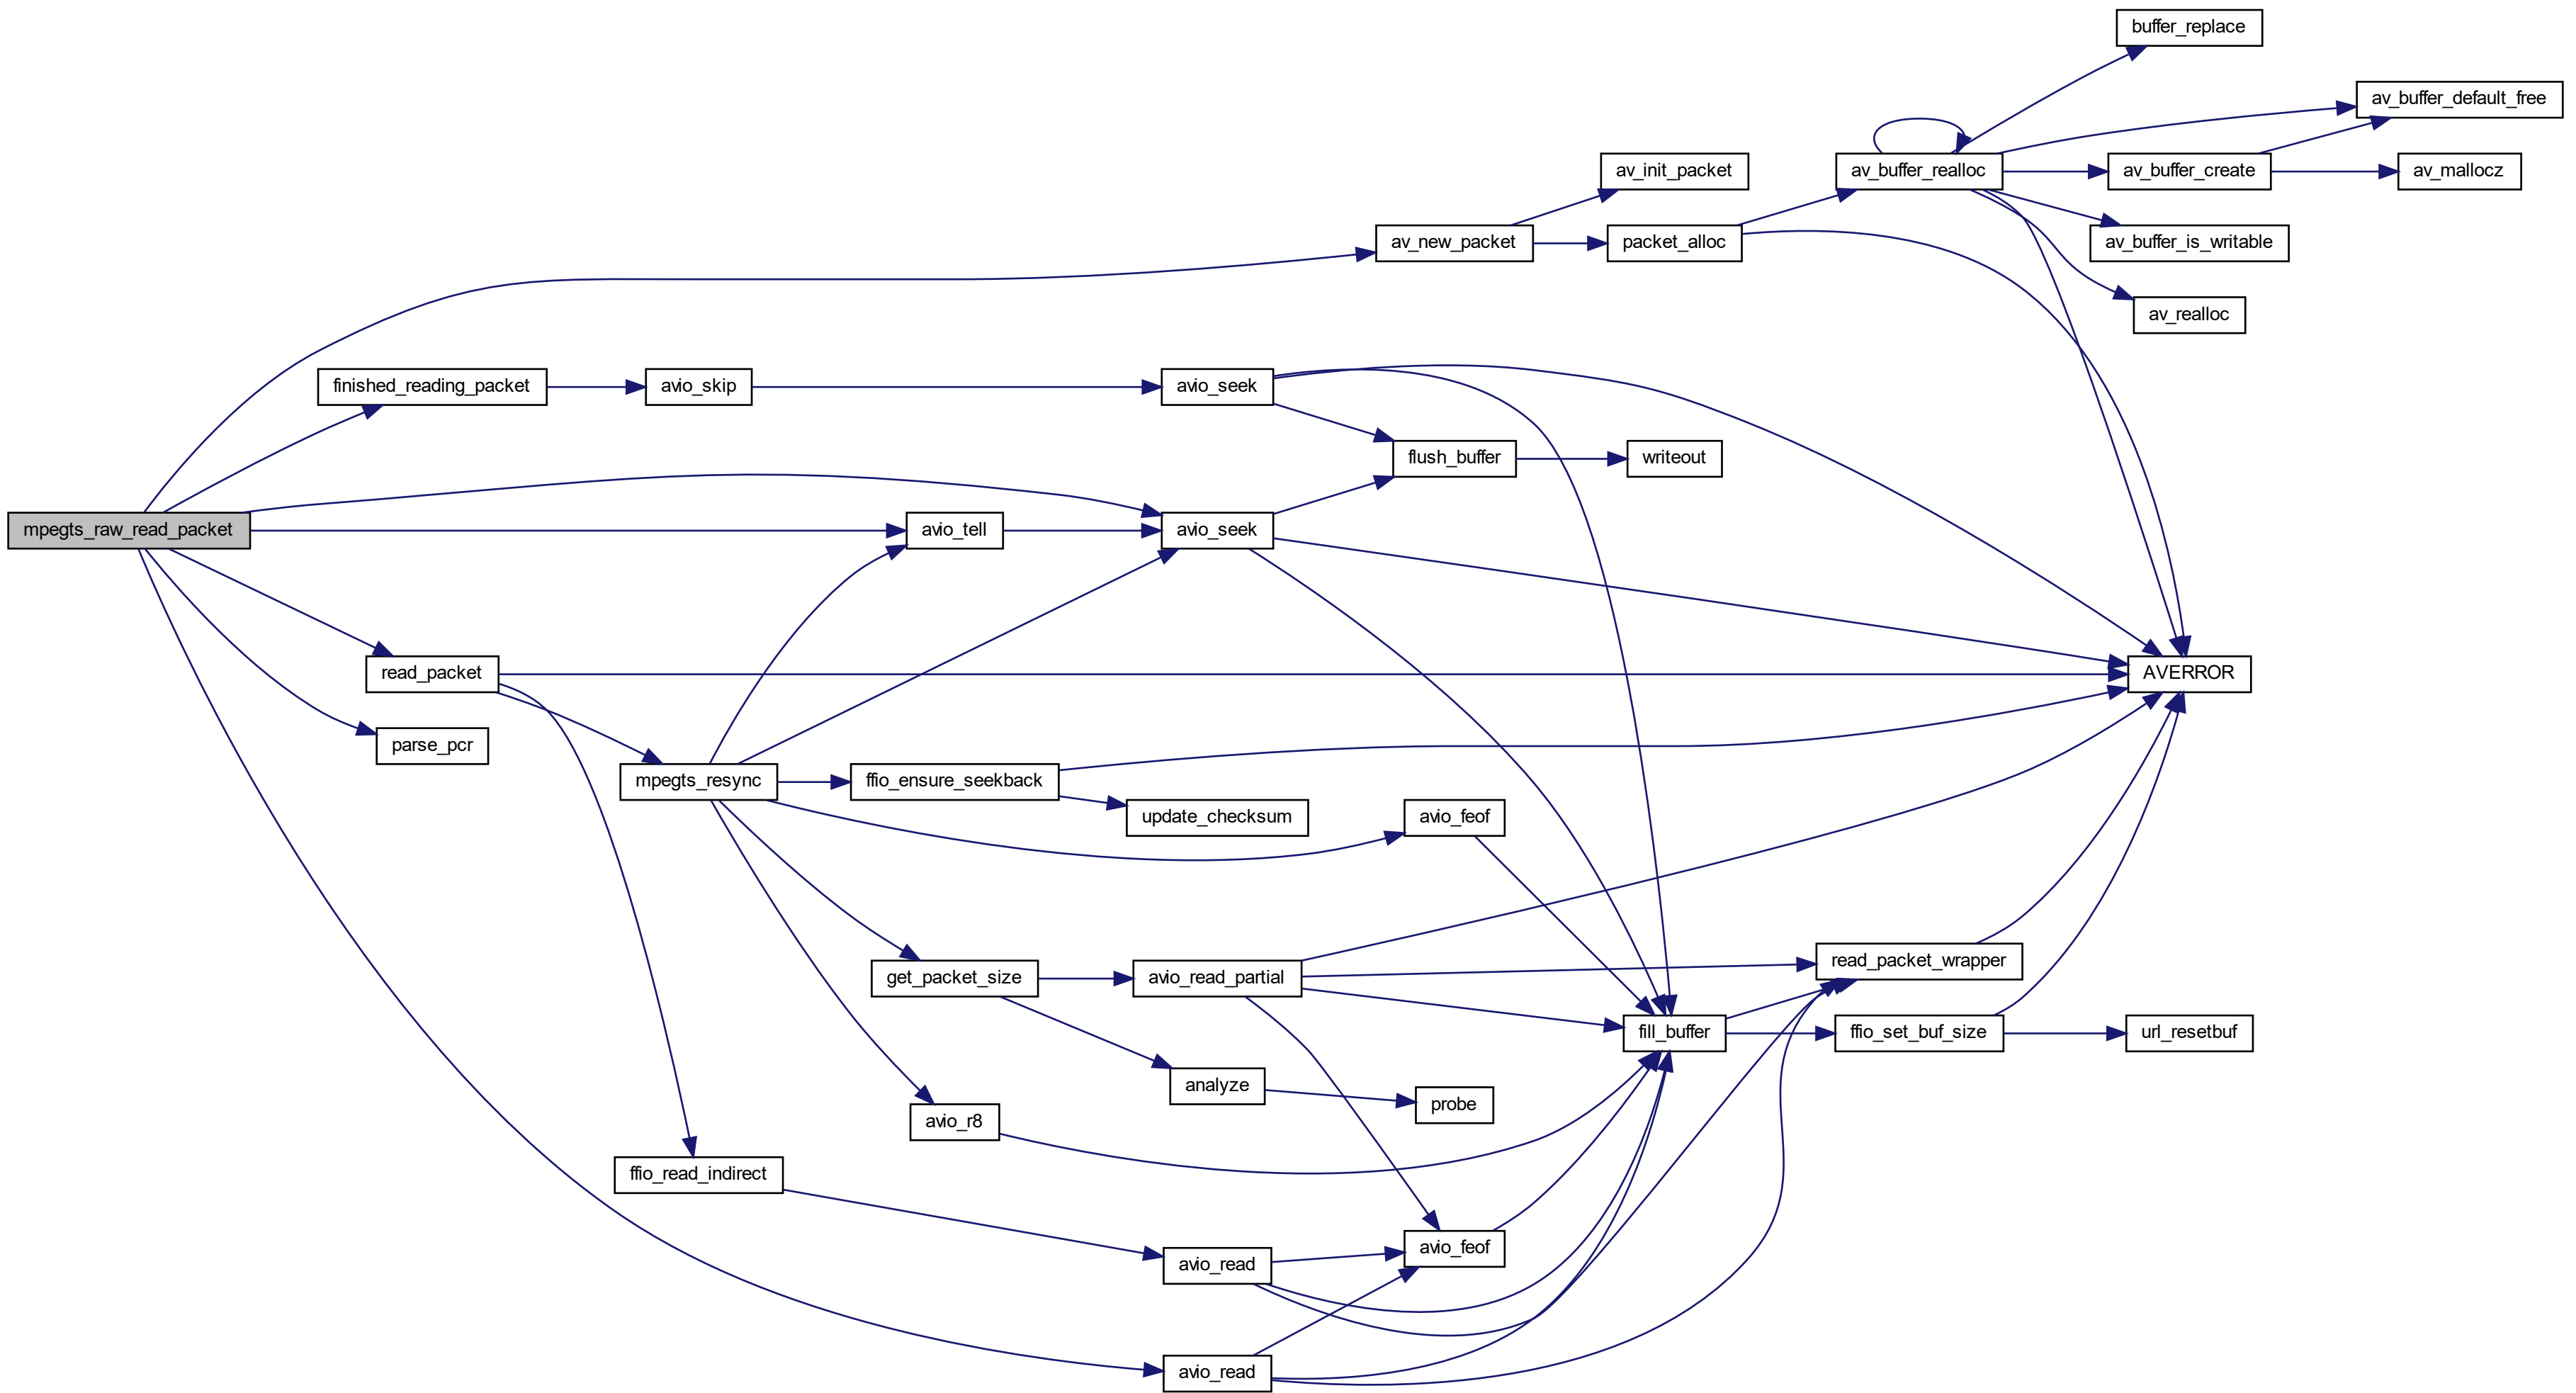 buffer_replace
av_buffer_default_free
av_init_packet
av_buffer_realloc
av_buffer_create
av_mallocz
av_new_packet
packet_alloc
av_buffer_is_writable
av_realloc
finished_reading_packet
avio_skip
avio_seek
flush_buffer
writeout
mpegts_raw_read_packet
avio_tell
avio_seek
read_packet
AVERROR
parse_pcr
mpegts_resync
ffio_ensure_seekback
update_checksum
avio_feof
get_packet_size
avio_read_partial
read_packet_wrapper
fill_buffer
ffio_set_buf_size
url_resetbuf
analyze
probe
avio_r8
ffio_read_indirect
avio_feof
avio_read
avio_read